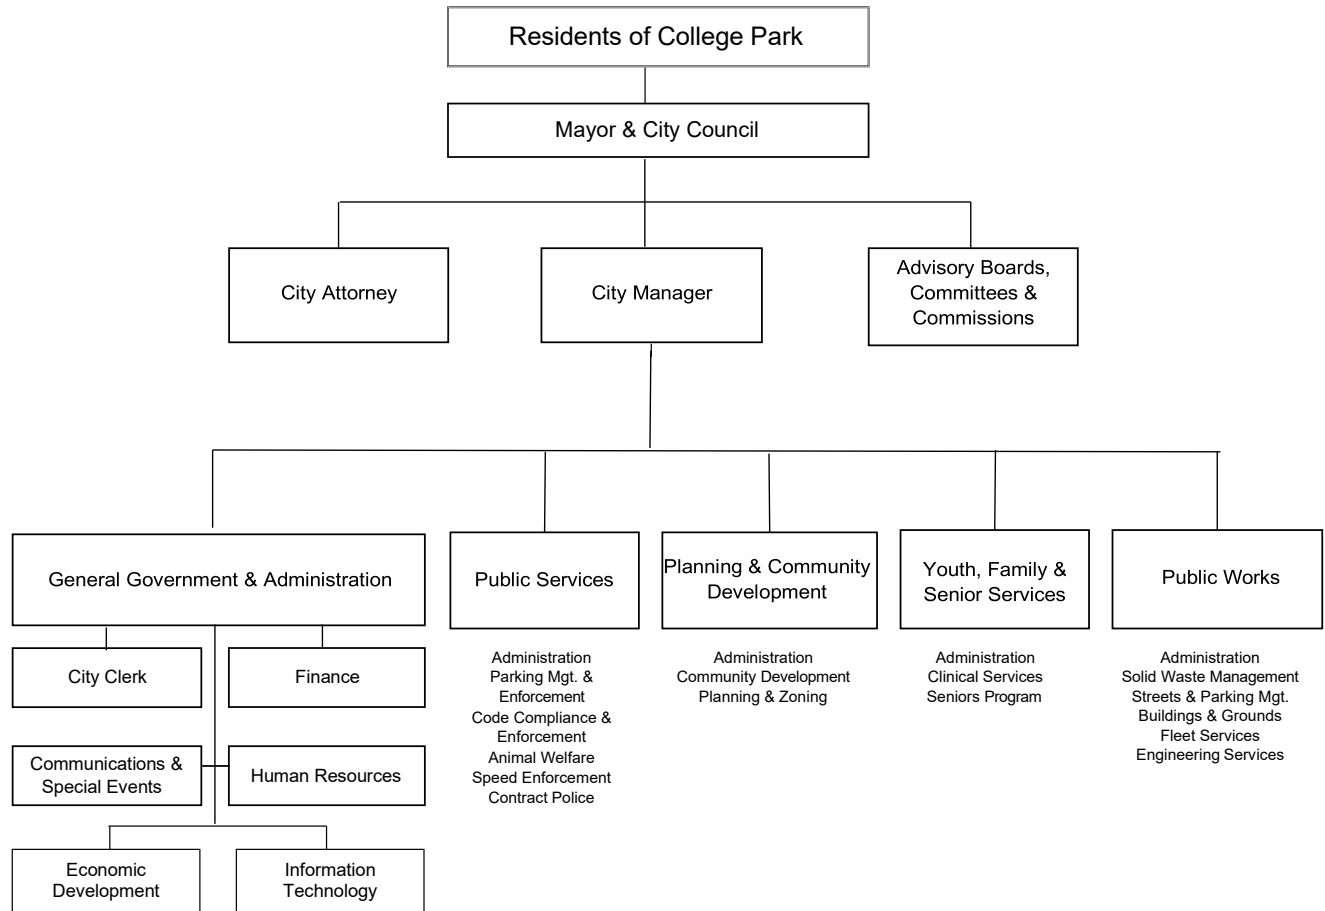 Residents of College Park
Mayor & City Council
City Attorney
City Manager
Advisory Boards,
Committees &
Commissions
General Government & Administration
Public Services
Planning & Community
Development
Youth, Family &
Senior Services
Public Works
City Clerk
Finance
Communications &
Special Events
Human Resources
Economic
Development
Information
Technology
Administration
Parking Mgt. &
Enforcement
Code Compliance &
Enforcement
Animal Welfare
Speed Enforcement
Contract Police
Administration
Community Development
Planning & Zoning
Administration
Clinical Services
Seniors Program
Administration
Solid Waste Management
Streets & Parking Mgt.
Buildings & Grounds
Fleet Services
Engineering Services